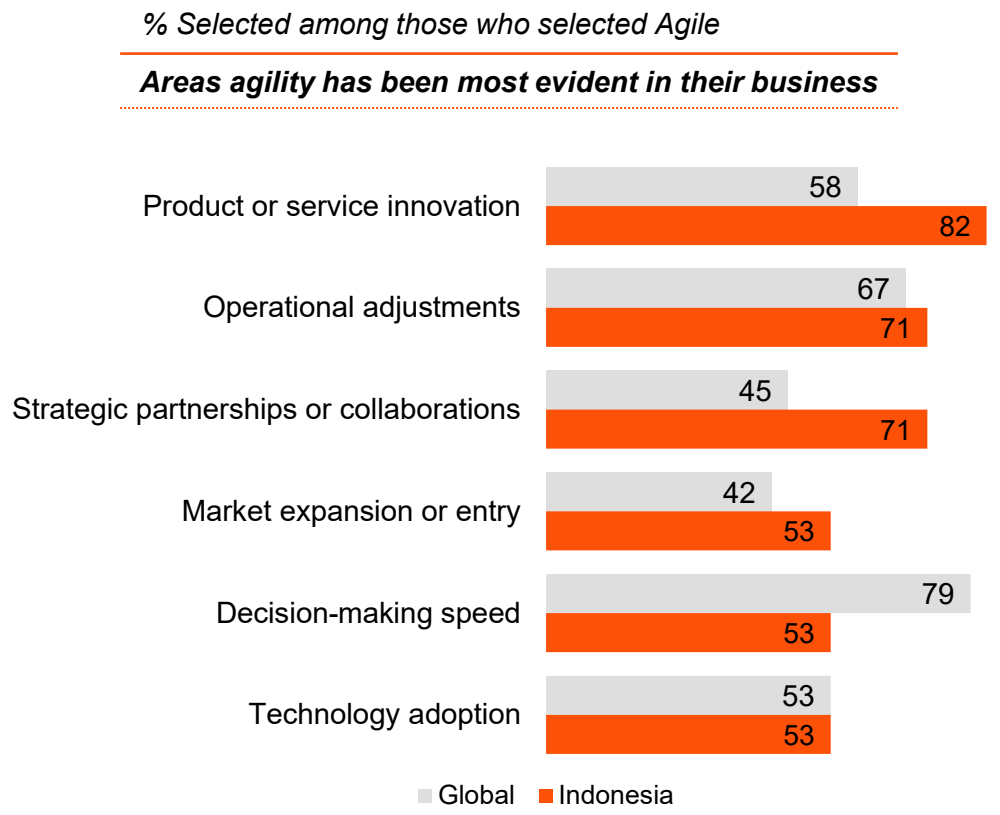 % Selected among those who selected Agile
Areas agility has been most evident in their business
Product or service innovation
58
82
Operational adjustments
67
71
Strategic partnerships or collaborations
45
71
Market expansion or entry
42
53
Decision-making speed
79
53
Technology adoption
53
53
Global Indonesia